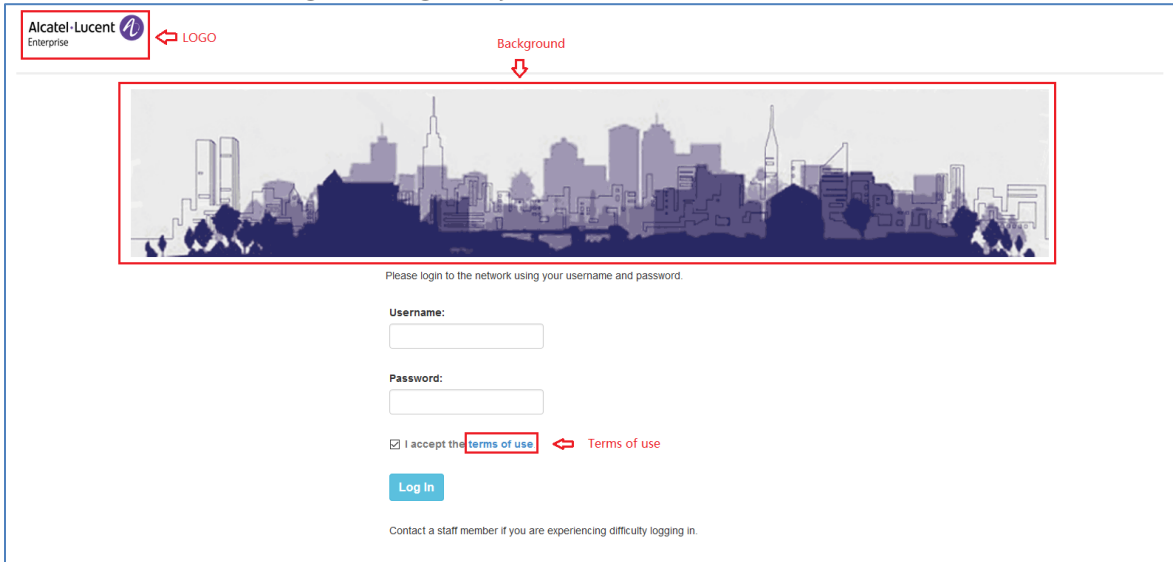 Alcatel·Lucent
Enterprise
LOGO
Background
Please login to the network using your username and password.
Username:
Password:
I accept the terms of use.
Terms of use
Log In
Contact a staff member if you are experiencing difficulty logging in.